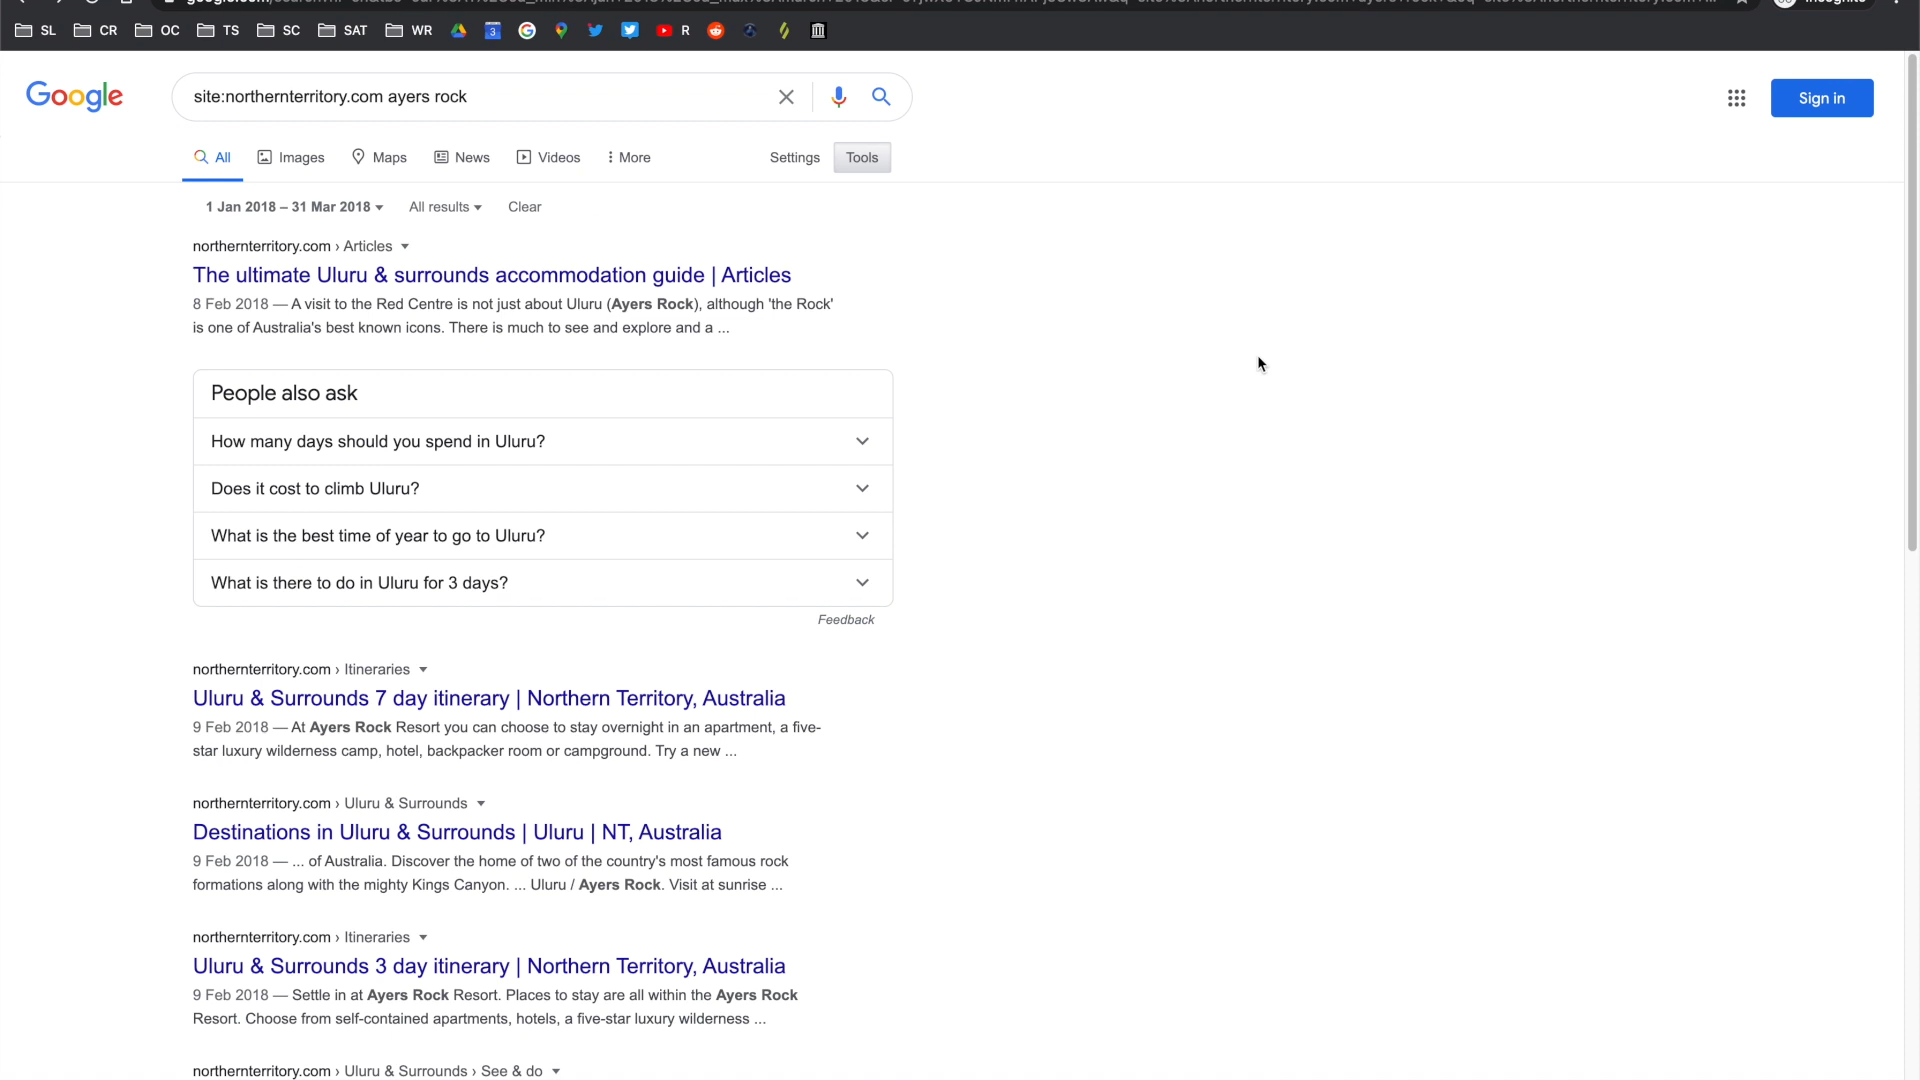 SL CR OC TS SC SAT WR R
Google
site:northernterritory.com ayers rock
Sign in
All Images Maps News Videos More Settings Tools
1 Jan 2018 – 31 Mar 2018 All results Clear
northernterritory.com › Articles
The ultimate Uluru & surrounds accommodation guide | Articles
8 Feb 2018 — A visit to the Red Centre is not just about Uluru (Ayers Rock), although 'the Rock'
is one of Australia's best known icons. There is much to see and explore and a ...
People also ask
How many days should you spend in Uluru?
Does it cost to climb Uluru?
What is the best time of year to go to Uluru?
What is there to do in Uluru for 3 days?
Feedback
northernterritory.com › Itineraries
Uluru & Surrounds 7 day itinerary | Northern Territory, Australia
9 Feb 2018 — At Ayers Rock Resort you can choose to stay overnight in an apartment, a five-
star luxury wilderness camp, hotel, backpacker room or campground. Try a new ...
northernterritory.com › Uluru & Surrounds
Destinations in Uluru & Surrounds | Uluru | NT, Australia
9 Feb 2018 — ... of Australia. Discover the home of two of the country's most famous rock
formations along with the mighty Kings Canyon. ... Uluru / Ayers Rock. Visit at sunrise ...
northernterritory.com › Itineraries
Uluru & Surrounds 3 day itinerary | Northern Territory, Australia
9 Feb 2018 — Settle in at Ayers Rock Resort. Places to stay are all within the Ayers Rock
Resort. Choose from self-contained apartments, hotels, a five-star luxury wilderness ...
northernterritory.com › Uluru & Surrounds › See & do